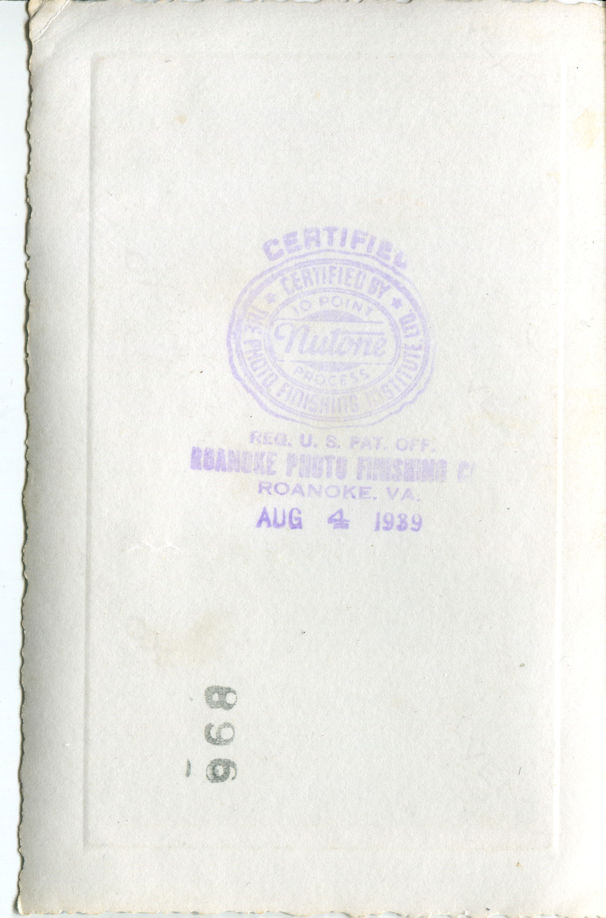 CERTIFIED
CERTIFIED BY
THE PHOTO FINISHING INSTITUTE LTD.
10 POINT
Nutone
PROCESS
REG. U. S. PAT. OFF.
ROANOKE PHOTO FINISHING
ROANOKE, VA.
AUG 4 1939
896